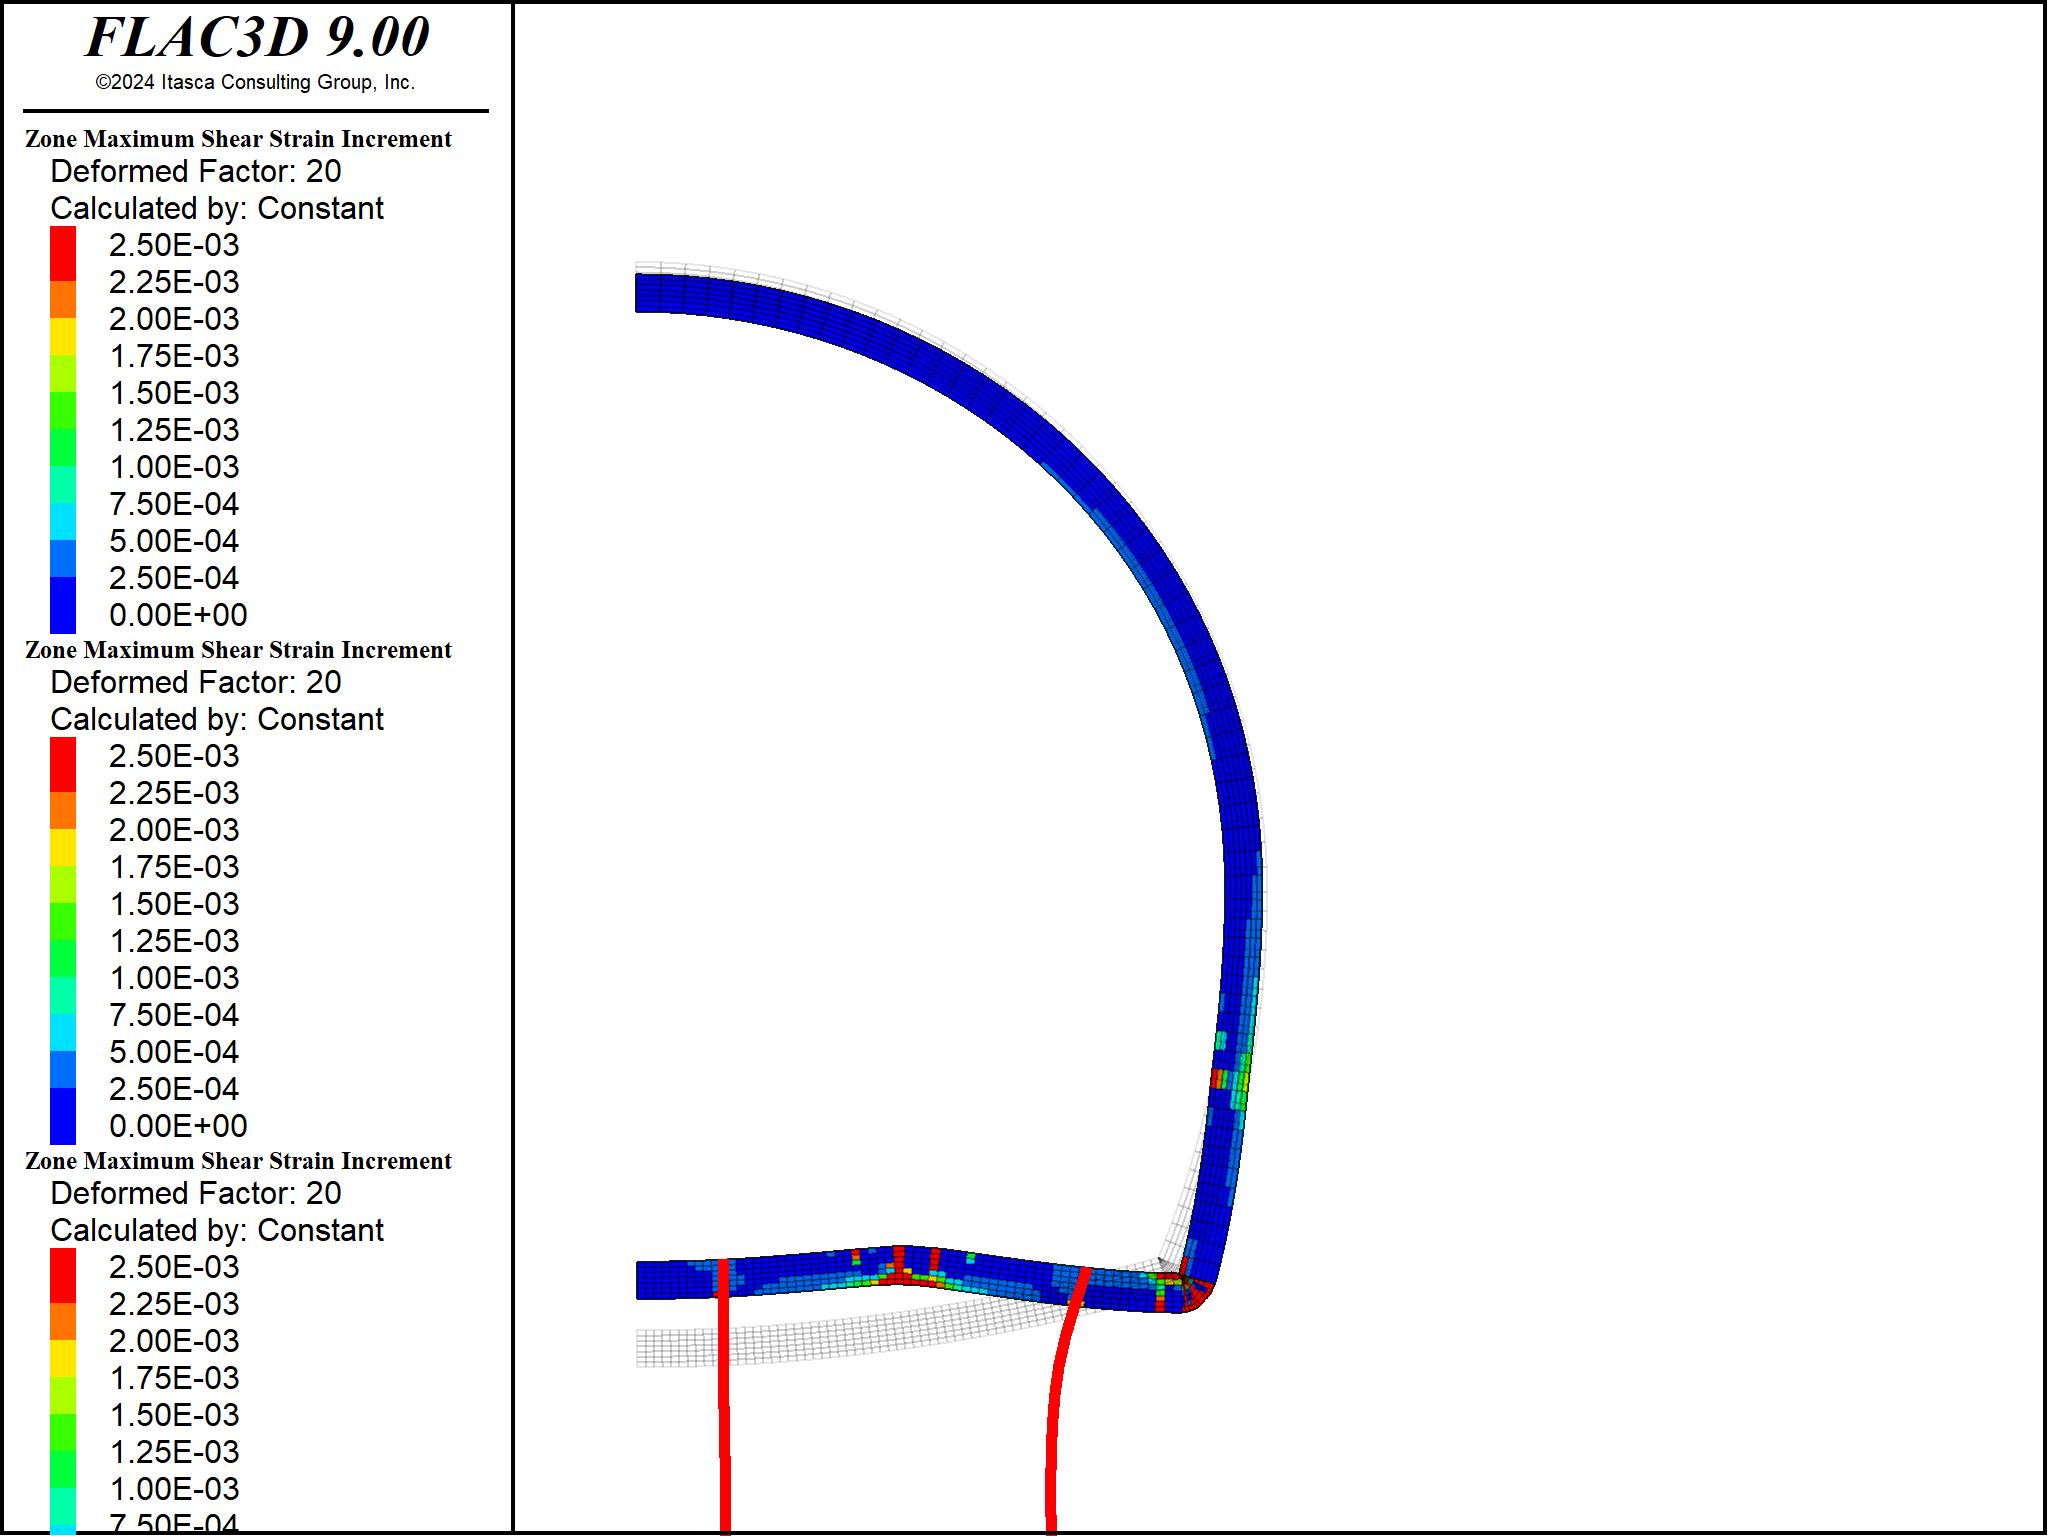 FLAC3D 9.00
©2024 Itasca Consulting Group, Inc.
Zone Maximum Shear Strain Increment
Deformed Factor: 20
Calculated by: Constant
2.50E-03
2.25E-03
2.00E-03
1.75E-03
1.50E-03
1.25E-03
1.00E-03
7.50E-04
5.00E-04
2.50E-04
0.00E+00
Zone Maximum Shear Strain Increment
Deformed Factor: 20
Calculated by: Constant
2.50E-03
2.25E-03
2.00E-03
1.75E-03
1.50E-03
1.25E-03
1.00E-03
7.50E-04
5.00E-04
2.50E-04
0.00E+00
Zone Maximum Shear Strain Increment
Deformed Factor: 20
Calculated by: Constant
2.50E-03
2.25E-03
2.00E-03
1.75E-03
1.50E-03
1.25E-03
1.00E-03
7.50E-04